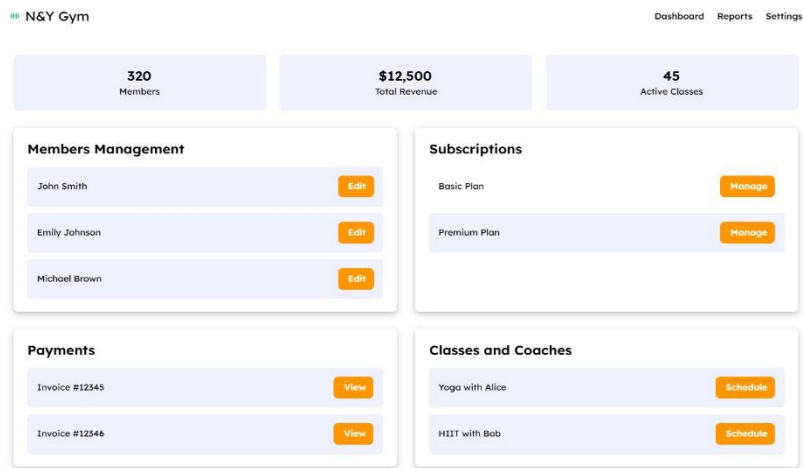 N&Y Gym
Dashboard Reports Settings
320
Members
$12,500
Total Revenue
45
Active Classes
Members Management
John Smith Edit
Emily Johnson Edit
Michael Brown Edit
Subscriptions
Basic Plan Manage
Premium Plan Manage
Payments
Invoice #12345 View
Invoice #12346 View
Classes and Coaches
Yoga with Alice Schedule
HIIT with Bob Schedule